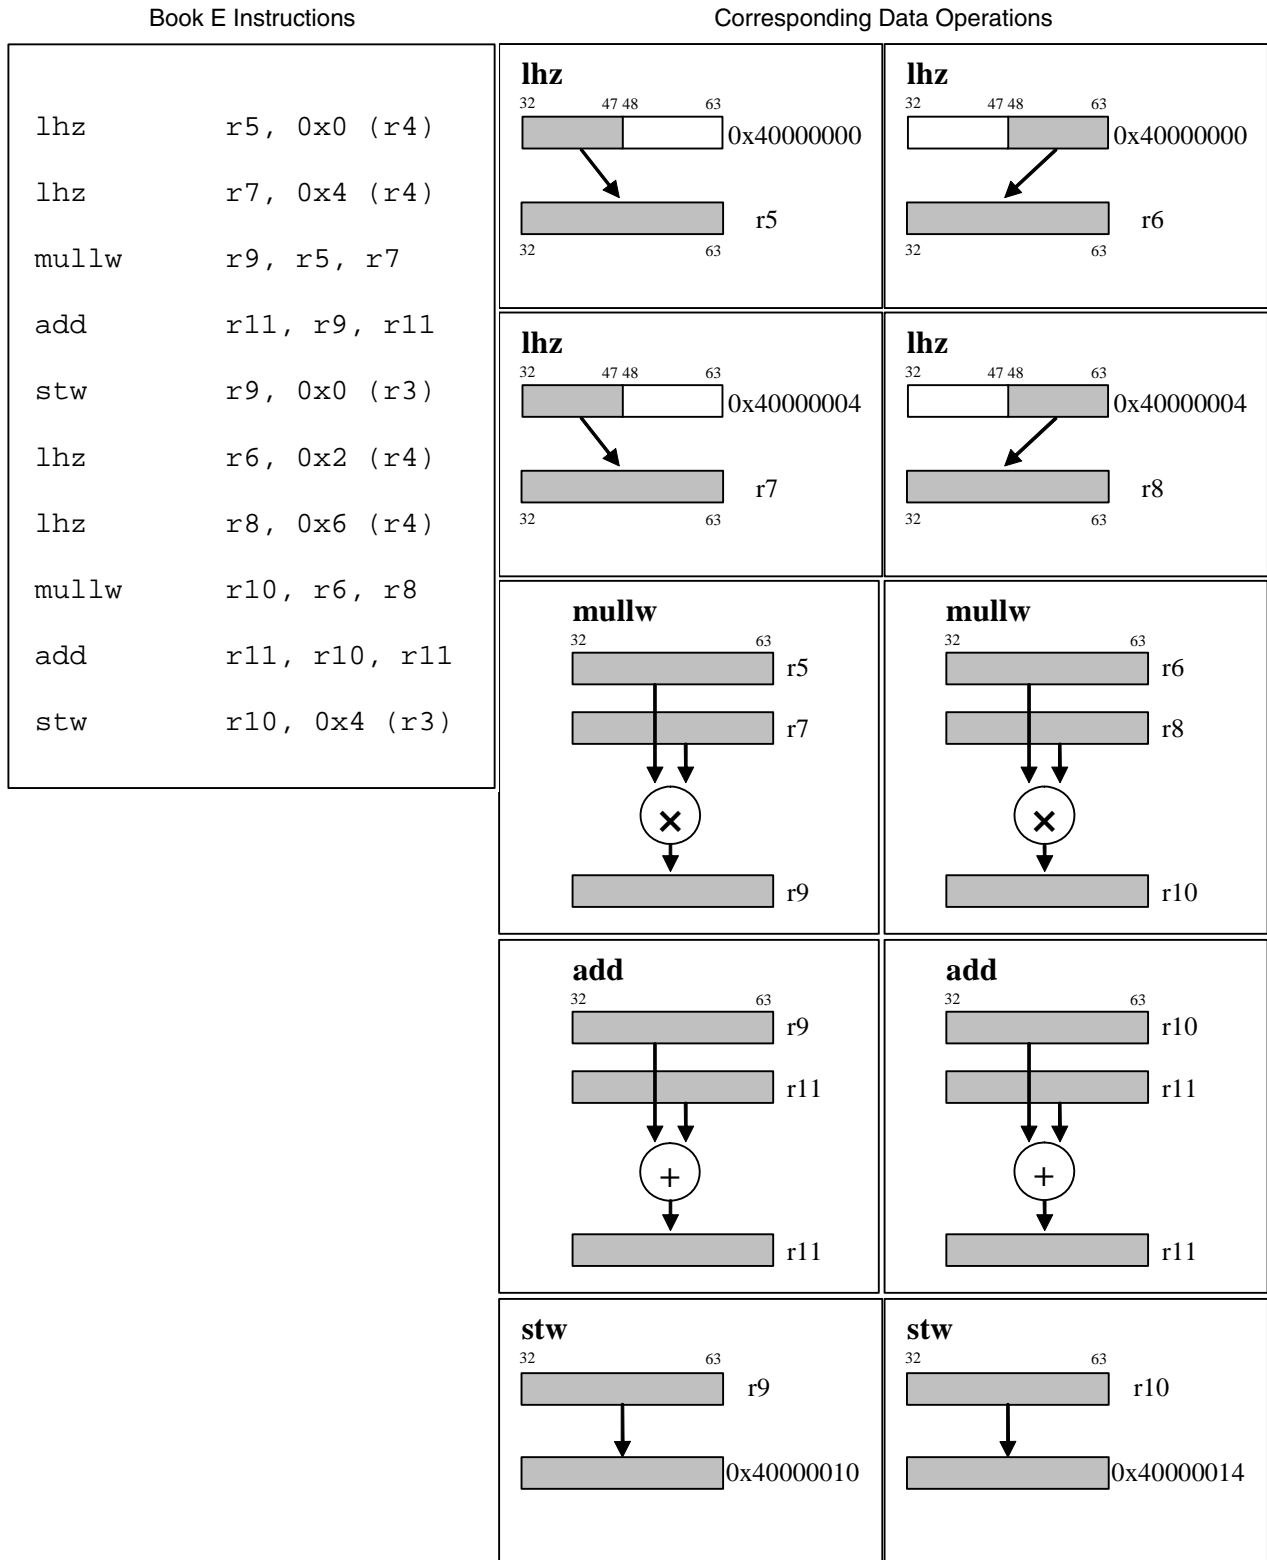 Book E Instructions
Corresponding Data Operations
lhz r5, 0x0 (r4)
lhz r7, 0x4 (r4)
mullw r9, r5, r7
add r11, r9, r11
stw r9, 0x0 (r3)
lhz r6, 0x2 (r4)
lhz r8, 0x6 (r4)
mullw r10, r6, r8
add r11, r10, r11
stw r10, 0x4 (r3)
lhz
32 47 48 63
0x40000000
r5
32 63
lhz
32 47 48 63
0x40000000
r6
32 63
lhz
32 47 48 63
0x40000004
r7
32 63
lhz
32 47 48 63
0x40000004
r8
32 63
mullw
32 63
r5
r7
×
r9
mullw
32 63
r6
r8
×
r10
add
32 63
r9
r11
+
r11
add
32 63
r10
r11
+
r11
stw
32 63
r9
0x40000010
stw
32 63
r10
0x40000014